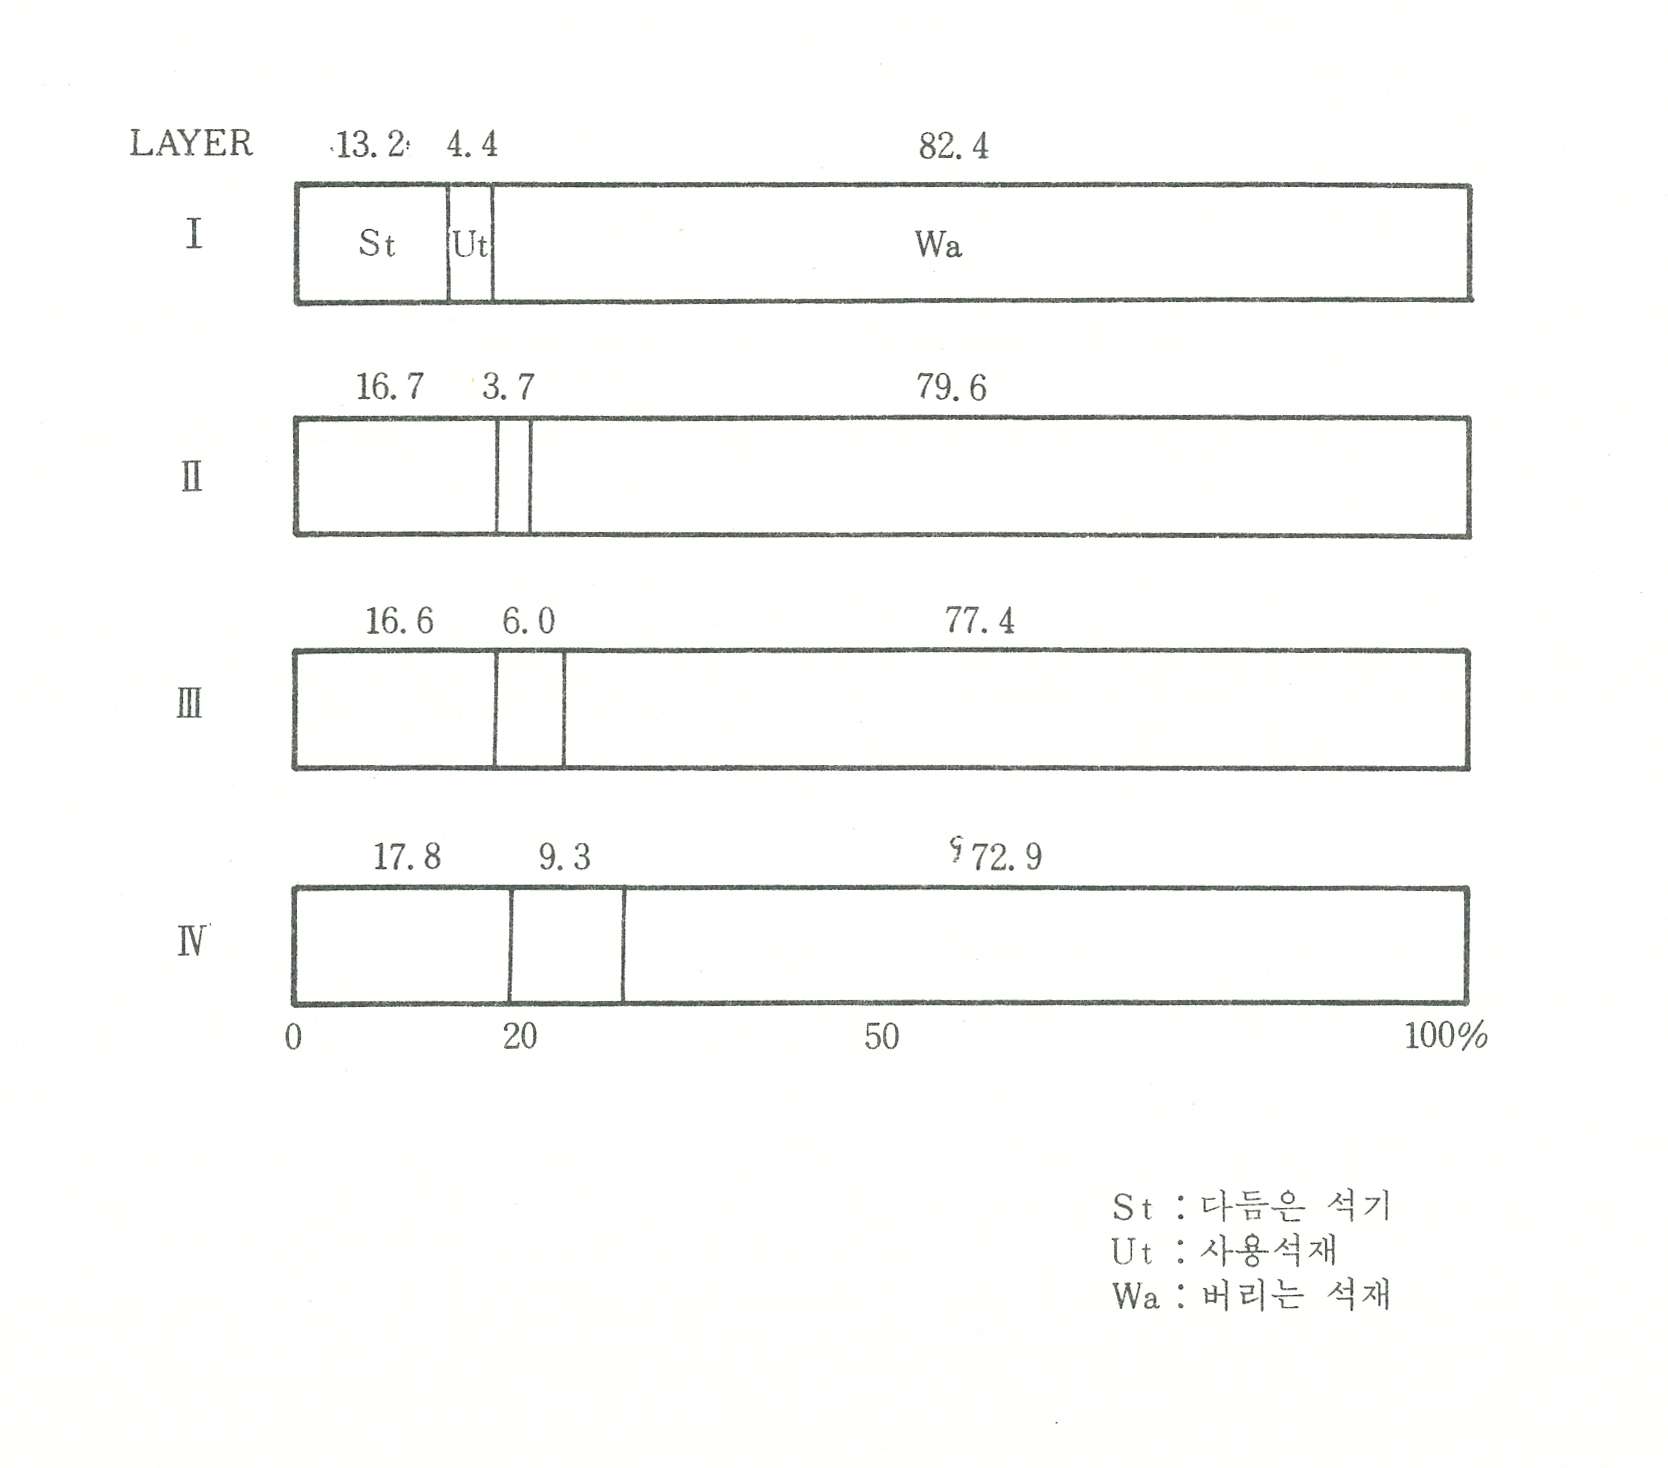 LAYER 13.2 4.4 82.4
I St Ut Wa
16.7 3.7 79.6
II
16.6 6.0 77.4
III
17.8 9.3 72.9
IV
0 20 50 100%
St : 다듬은 석기
Ut : 사용석재
Wa : 버리는 석재